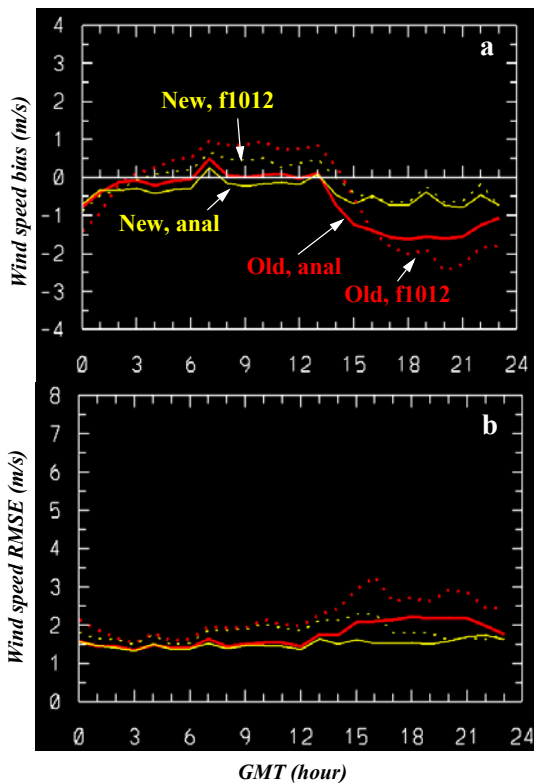 4
a
3
2
New, f1012
1
0
-1
New, anal
-2
Old, anal
Old, f1012
-3
-4
Wind speed bias (m/s)
0 3 6 9 12 15 18 21 24
8
b
7
6
5
4
3
2
1
0
Wind speed RMSE (m/s)
0 3 6 9 12 15 18 21 24
GMT (hour)